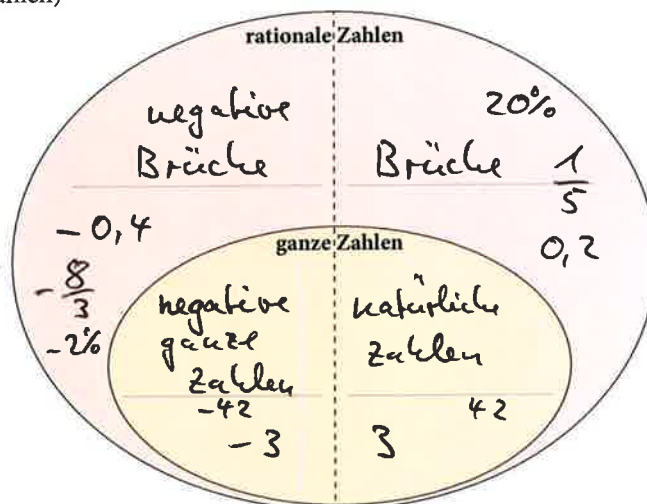 rationale Zahlen
negative
Brüche
20%
Brüche 1/5
-0,4
0,2
-8/3
-2%
ganze Zahlen
negative
ganze
Zahlen
-42
-3
natürliche
Zahlen
42
3